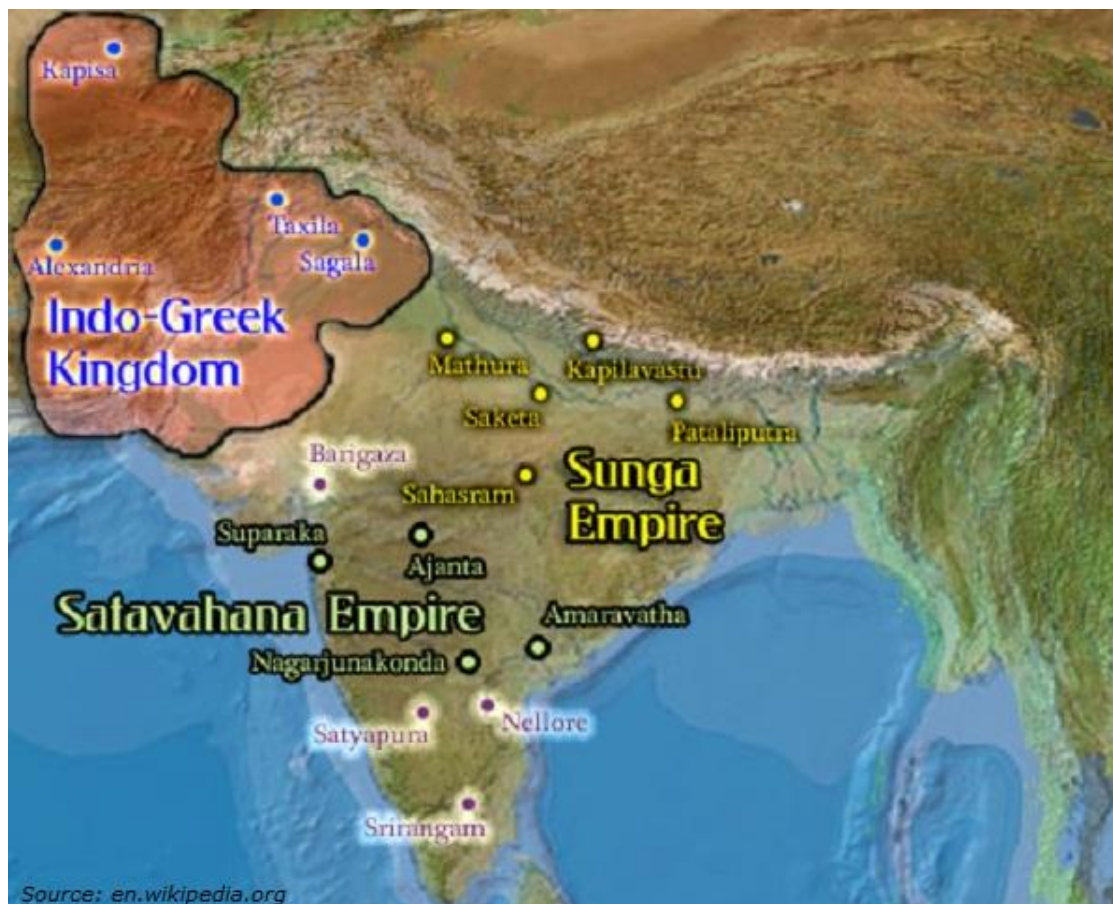 Kapisa
Taxila
Sagala
Alexandria
Indo-Greek
Kingdom
Mathura
Kapilavastu
Saketa
Pataliputra
Barigaza
Sahasram
Sunga
Empire
Suparaka
Ajanta
Satavahana Empire
Amaravatha
Nagarjunakonda
Satyapura
Nellore
Srirangam
Source: en.wikipedia.org